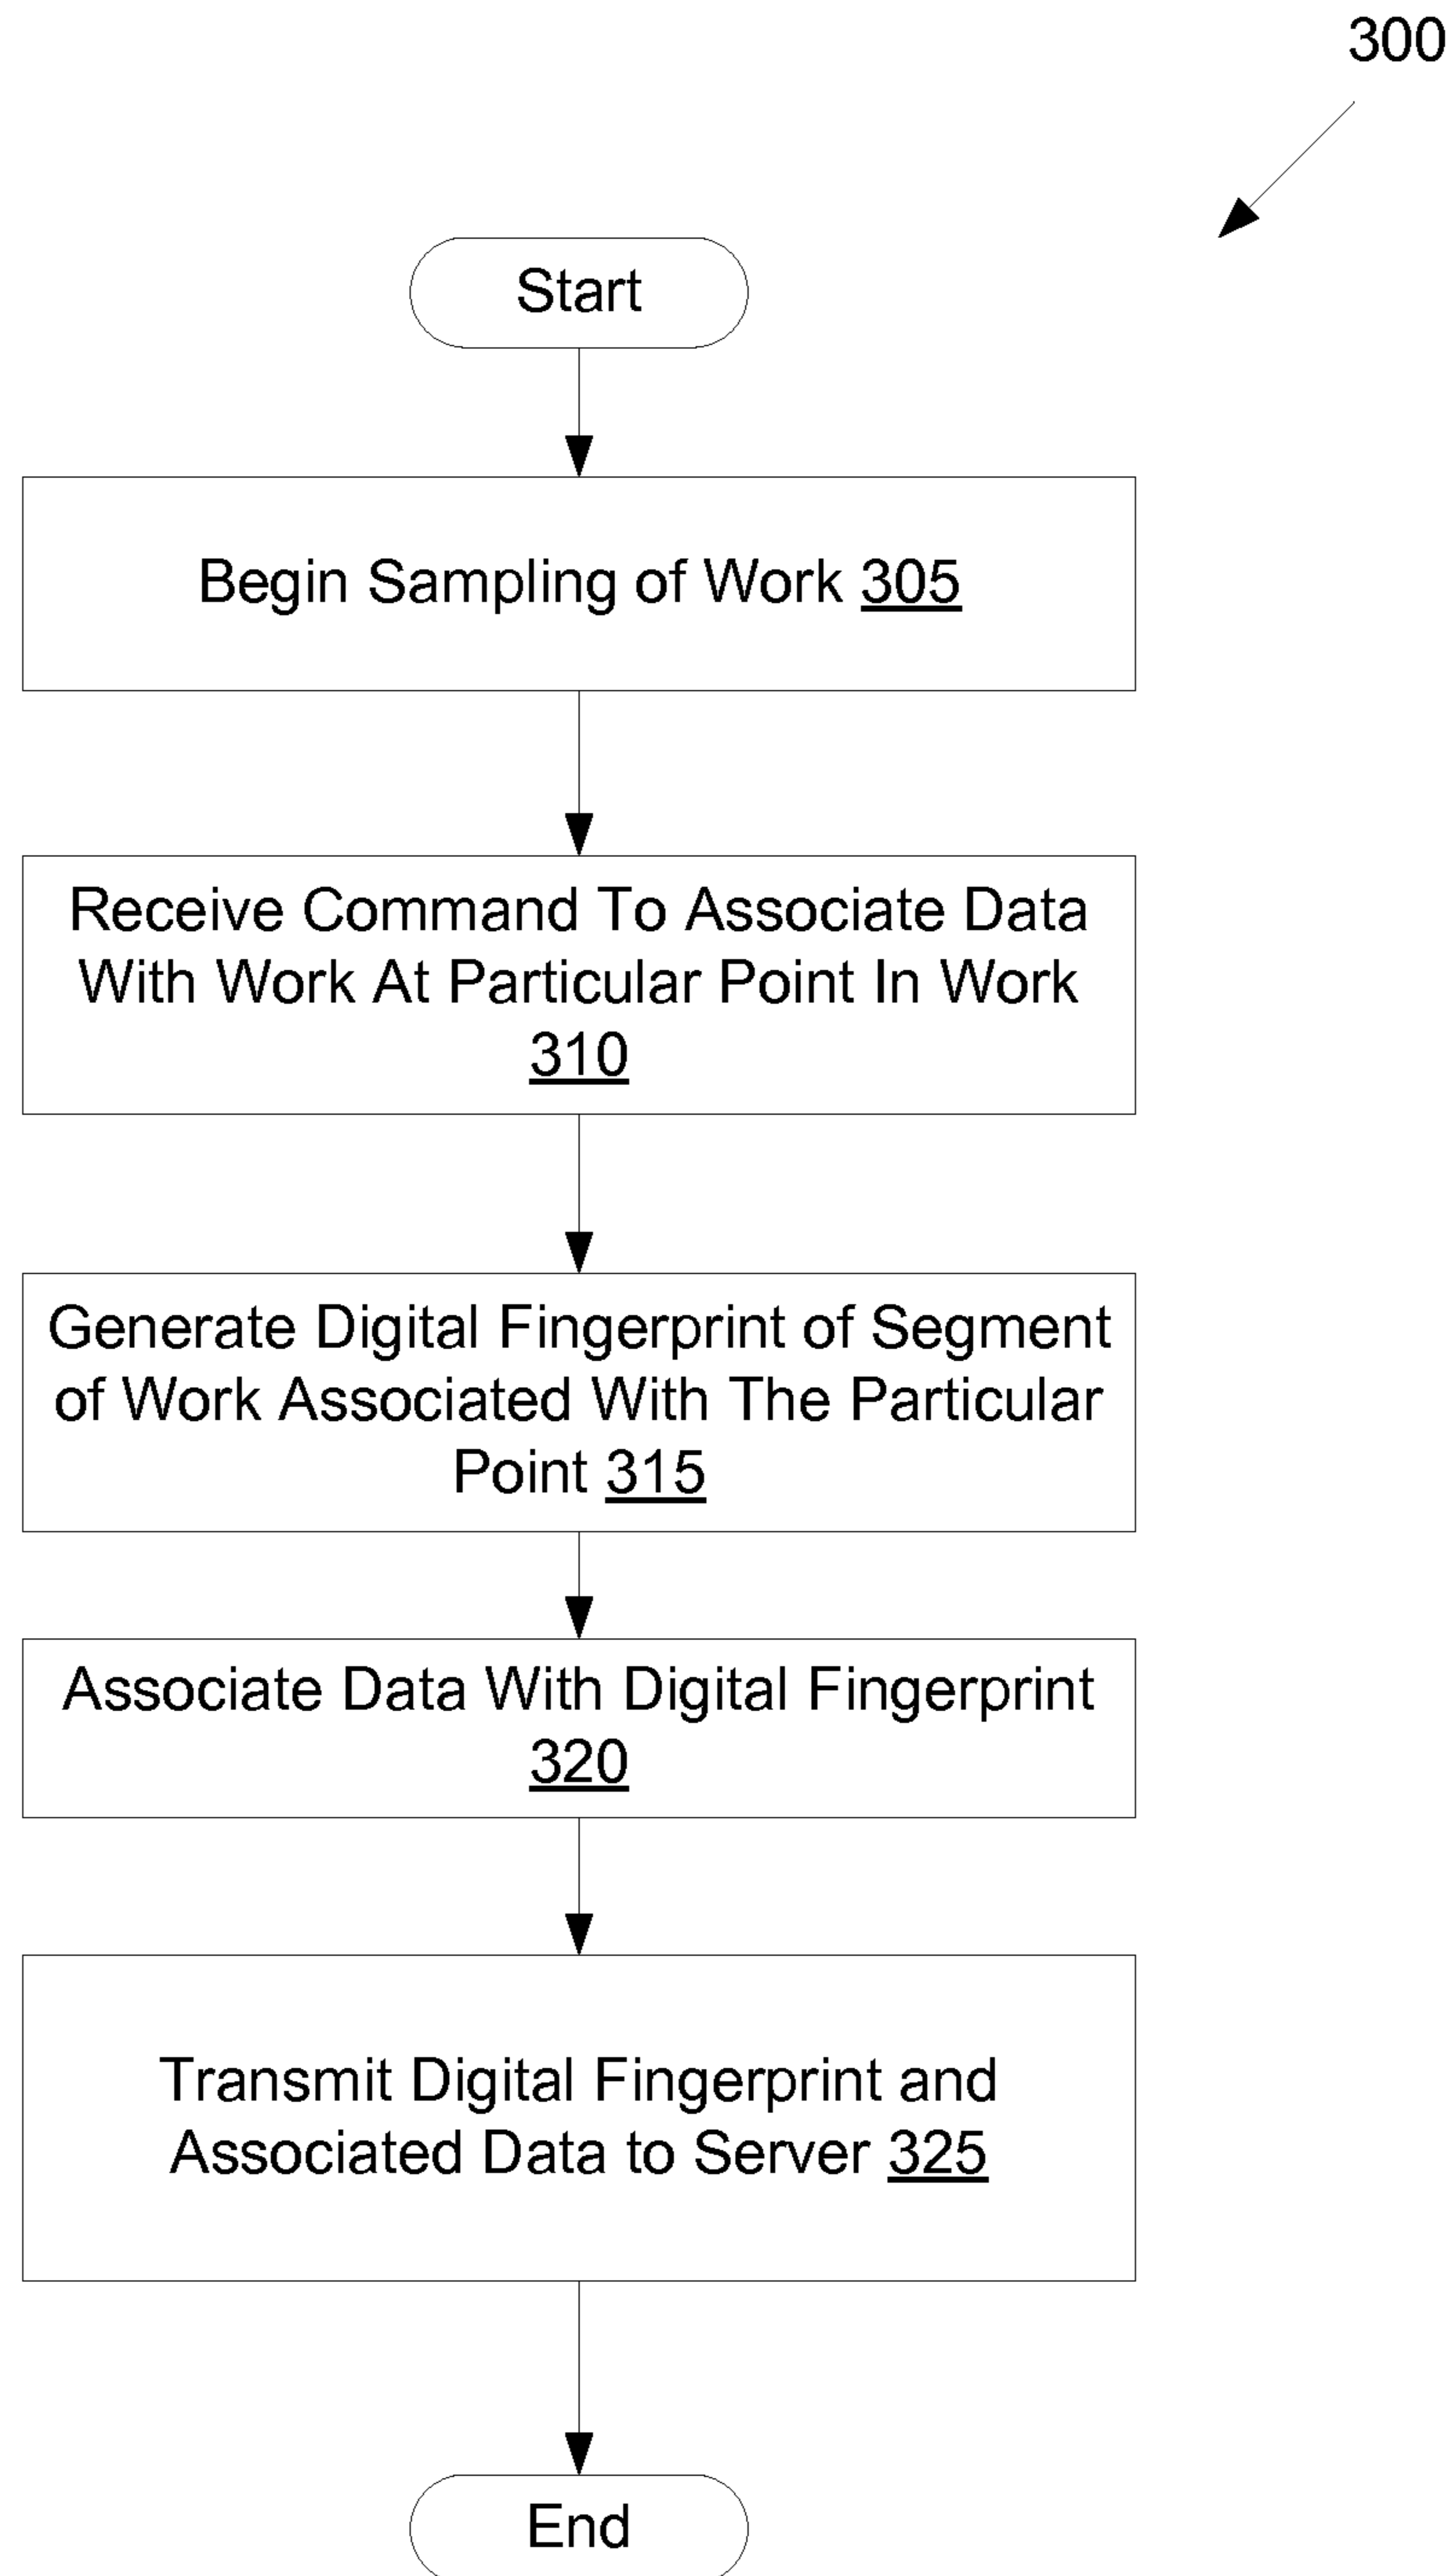 300
Start
Begin Sampling of Work 305
Receive Command To Associate Data
With Work At Particular Point In Work
310
Generate Digital Fingerprint of Segment
of Work Associated With The Particular
Point 315
Associate Data With Digital Fingerprint
320
Transmit Digital Fingerprint and
Associated Data to Server 325
End